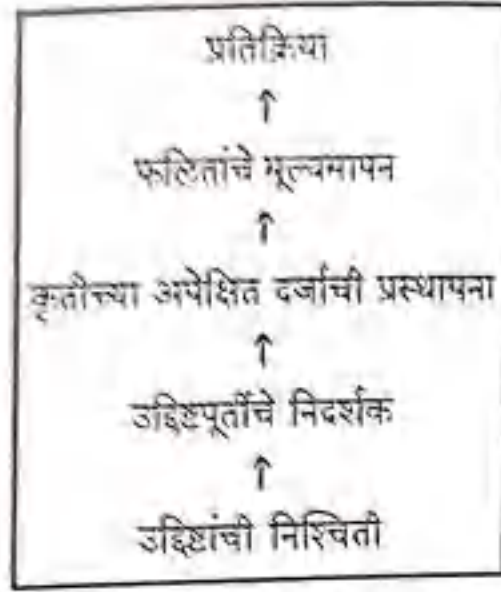 प्रतिक्रिया
↑
फलितांचे मूल्यमापन
↑
कृतीच्या अपेक्षित दर्जाची प्रस्थापना
↑
उद्दिष्टपूर्तीचे निदर्शक
↑
उद्दिष्टांची निश्चिती